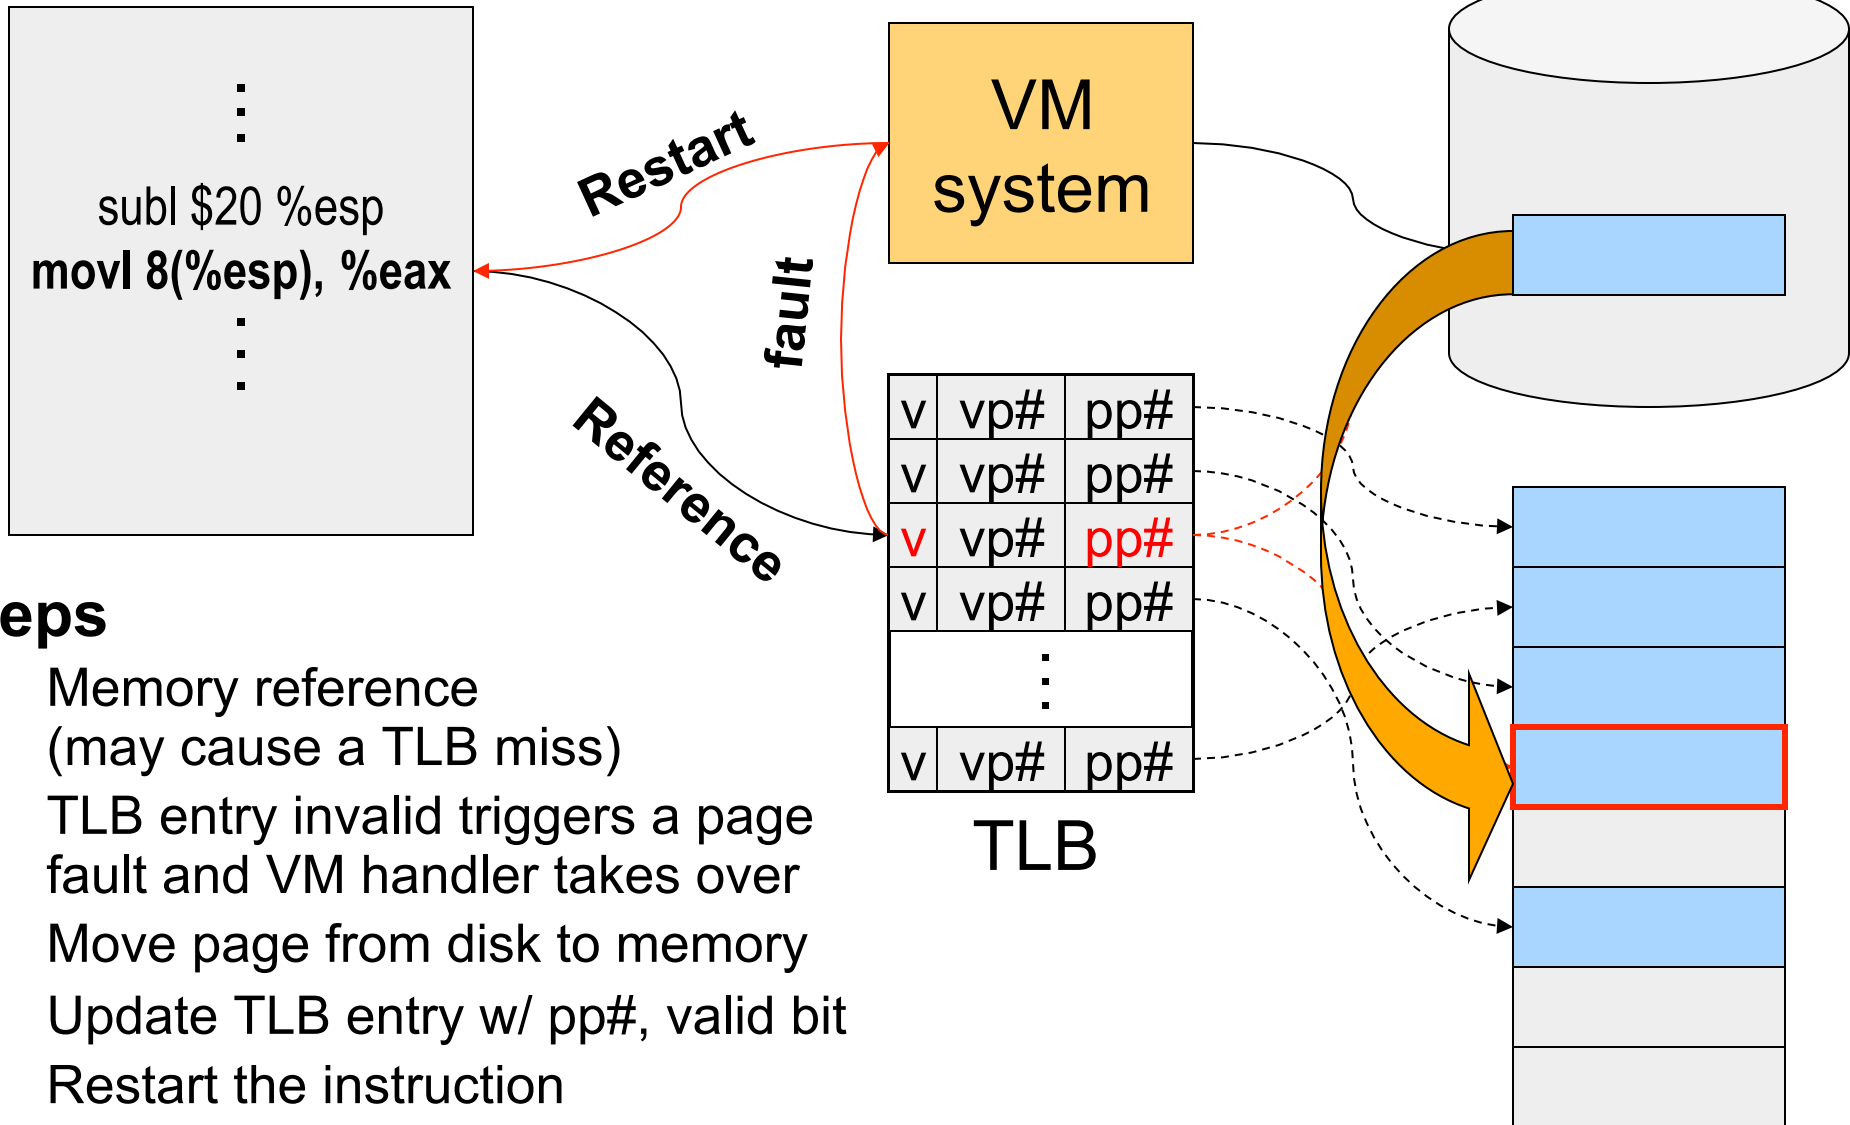 subl $20 %esp
movl 8(%esp), %eax
Restart
fault
Reference
VM
system
v vp# pp#
v vp# pp#
v vp# pp#
v vp# pp#
v vp# pp#
TLB
eps
Memory reference
(may cause a TLB miss)
TLB entry invalid triggers a page
fault and VM handler takes over
Move page from disk to memory
Update TLB entry w/ pp#, valid bit
Restart the instruction